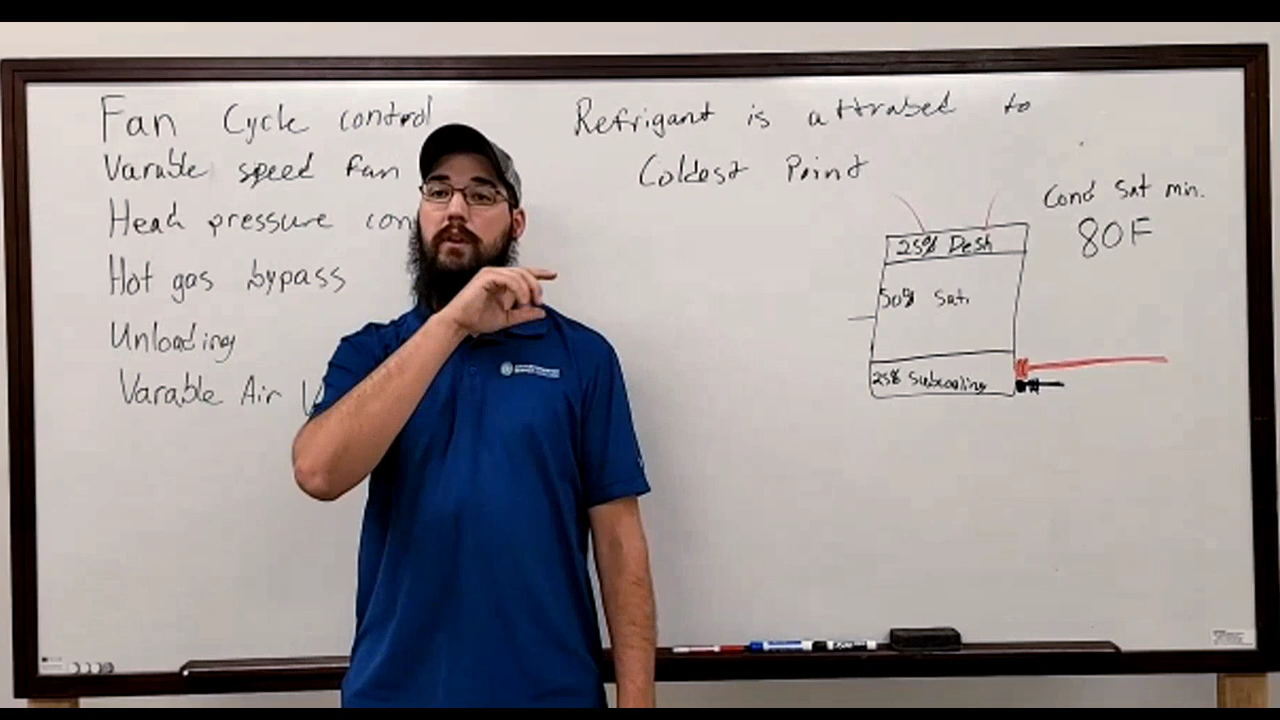 Fan Cycle control
Varable speed fan
Head pressure con
Hot gas bypass
Unloading
Varable Air V
Refrigant is attrabed to
Coldest Point
Cond Sat min.
80F
25% Desh
50% Sat.
25% Subcooling